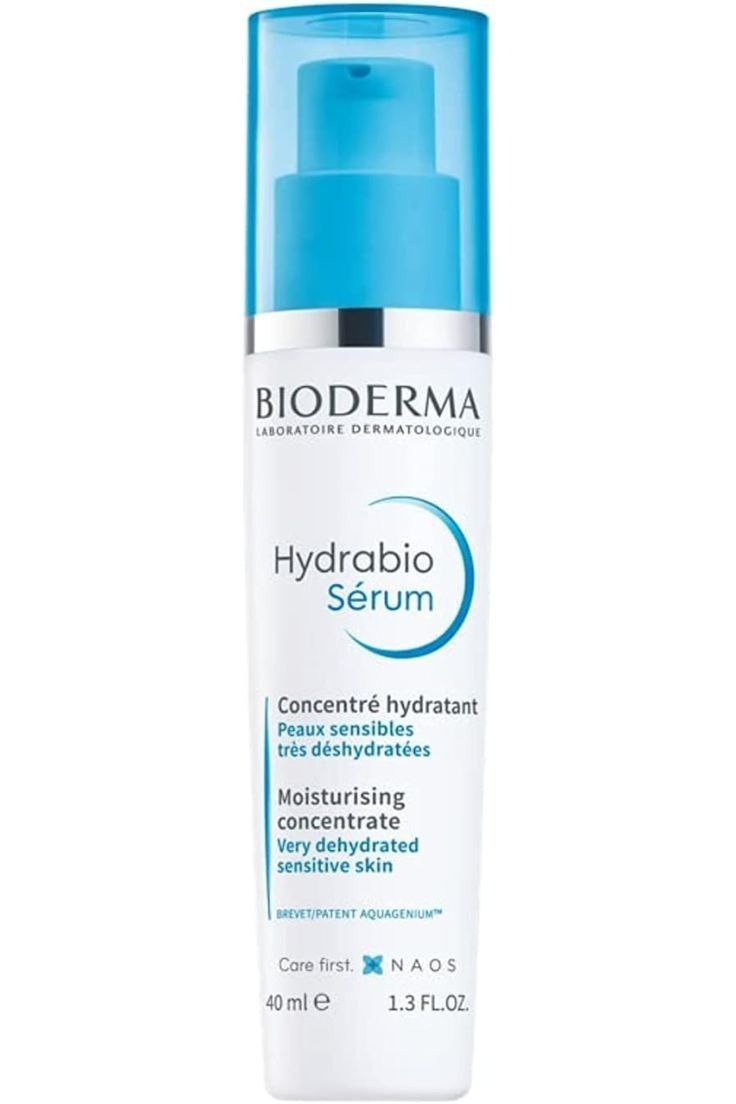 BIODERMA
LABORATOIRE DERMATOLOGIQUE
Hydrabio
Sérum
Concentré hydratant
Peaux sensibles
très déshydratées
Moisturising
concentrate
Very dehydrated
sensitive skin
BREVET/PATENT AQUAGENIUM™
Care first. NAOS
40 ml ℮ 1.3 FL.OZ.